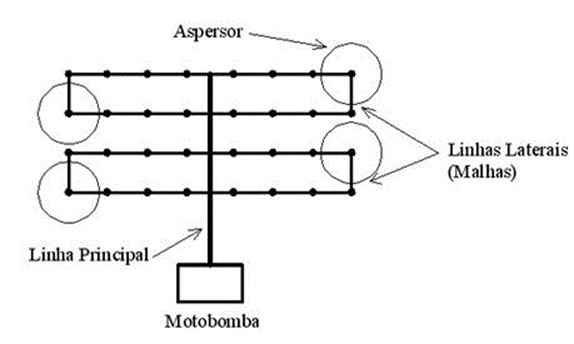 Aspersor
Linhas Laterais
(Malhas)
Linha Principal
Motobomba